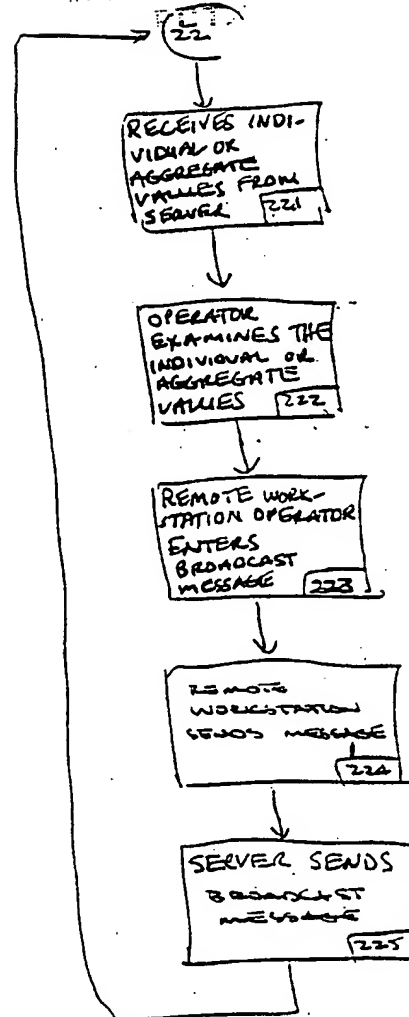 22
RECEIVES INDI-
VIDUAL OR
AGGREGATE
VALUES FROM
SERVER 221
OPERATOR
EXAMINES THE
INDIVIDUAL OR
AGGREGATE
VALUES 222
REMOTE WORK-
STATION OPERATOR
ENTERS
BROADCAST
MESSAGE 223
REMOTE
WORKSTATION
SENDS MESSAGE
224
SERVER SENDS
BROADCAST
MESSAGE
225